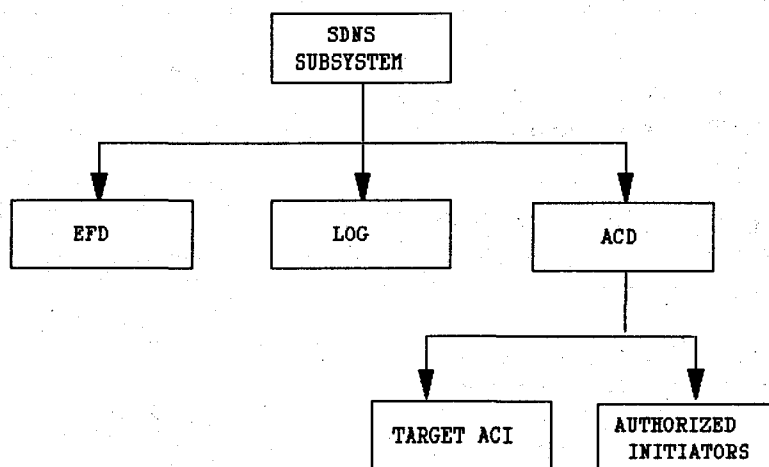 SDNS
SUBSYSTEM
EFD
LOG
ACD
TARGET ACI
AUTHORIZED
INITIATORS